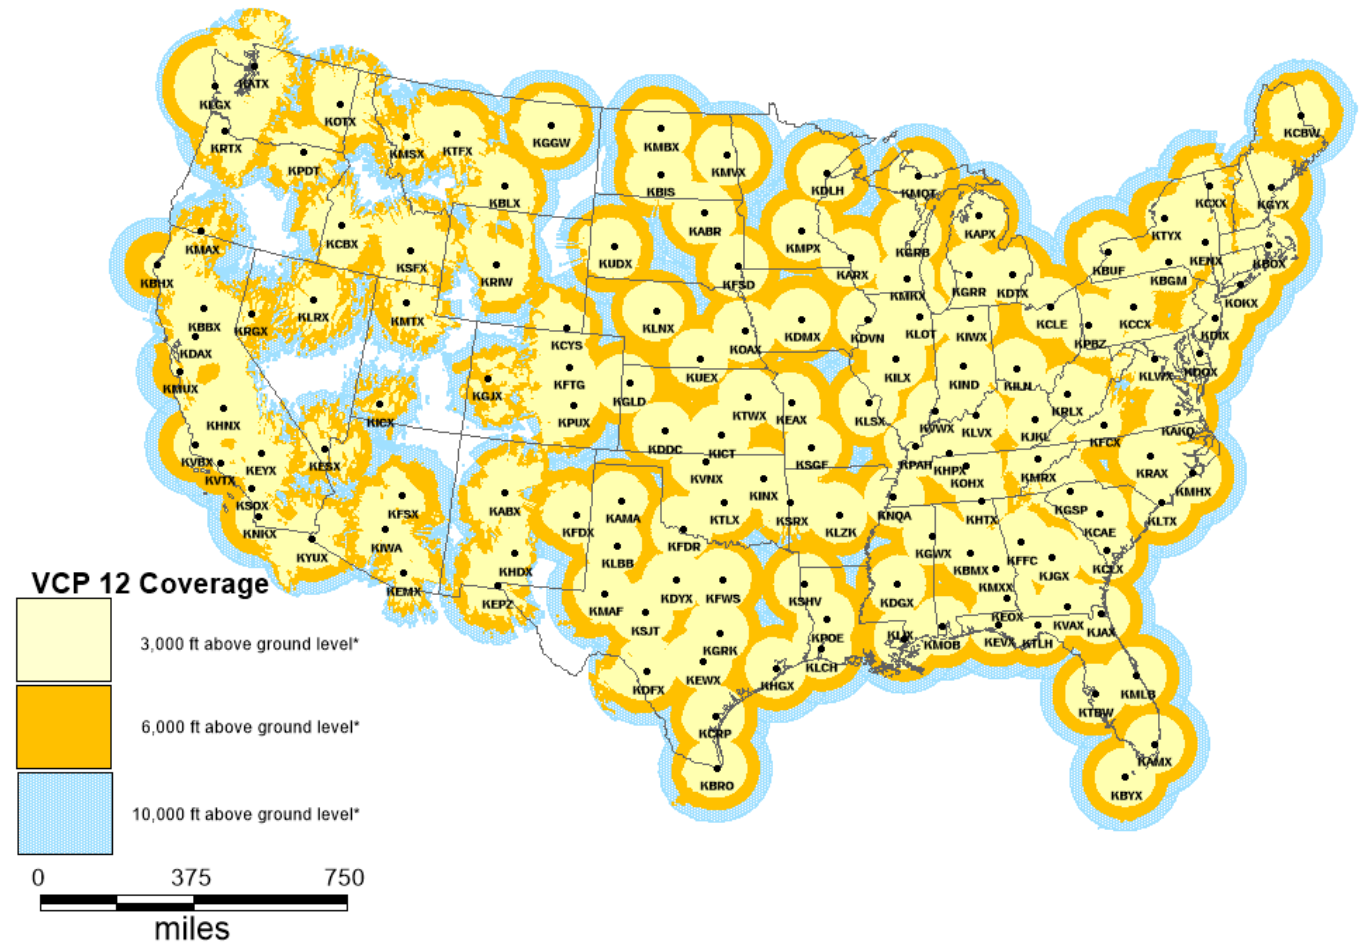 KATX
KLGX
KOTX
KRTX
KPDT
KMSX
KTFX
KGGW
KMBX
KMVX
KBIS
KBLX
KDLH
KMQT
KCBW
KCXX
KGYX
KMAX
KCBX
KSFX
KRIW
KUDX
KABR
KMPX
KGRB
KAPX
KTYX
KENX
KBUF
KBGM
KBOX
KBHX
KFSD
KARX
KMKX
KGRR
KDTX
KOKX
KBBX
KRGX
KLRX
KMTX
KLNX
KDMX
KDVN
KLOT
KIWX
KCLE
KCCX
KDIX
KDAX
KCYS
KOAX
KPBZ
KMUX
KFTG
KUEX
KILX
KIND
KILN
KLWX
KDOX
KICX
KGJX
KPUX
KGLD
KTWX
KEAX
KLSX
KVWX
KLVX
KJKL
KRLX
KFCX
KAKQ
KHNX
KVBX
KEYX
KESX
KDDC
KICT
KSGF
KPAH
KHPX
KOHX
KMRX
KRAX
KMHX
KVTX
KSOX
KNKX
KYUX
KFSX
KIWA
KEMX
KABX
KHDX
KEPZ
KFDX
KAMA
KVNX
KINX
KTLX
KSRX
KLZK
KNQA
KHTX
KGSP
KCAE
KLTX
KLBB
KFDR
KGWX
KBMX
KFFC
KJGX
KCLX
KMAF
KDYX
KFWS
KSHV
KDGX
KMXX
KEOX
KVAX
KJAX
KSJT
KGRK
KPOE
KLCH
KLIX
KMOB
KEVX
KTLH
KDFX
KEWX
KHGX
KTBW
KMLB
KCRP
KAMX
KBRO
KBYX
VCP 12 Coverage
3,000 ft above ground level*
6,000 ft above ground level*
10,000 ft above ground level*
0 375 750
miles